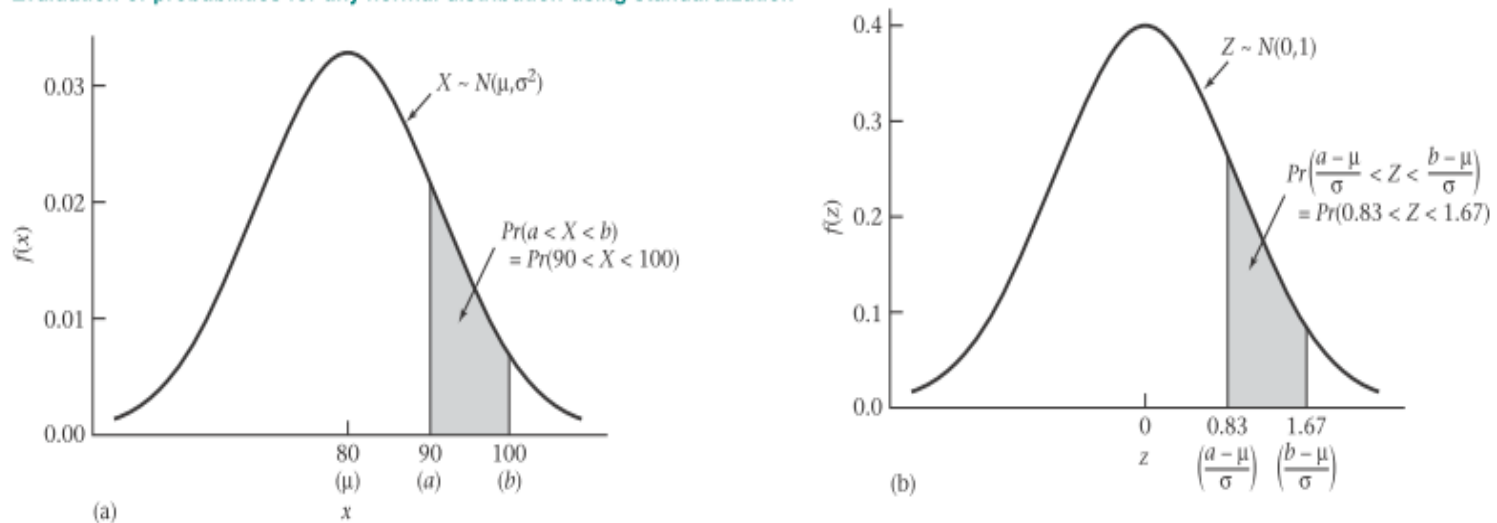 Evaluation of probabilities for any normal distribution using standardization
0.03
0.02
0.01
0.00
f(x)
X ~ N(μ,σ²)
Pr(a < X < b)
= Pr(90 < X < 100)
80 90 100
(μ) (a) (b)
x
(a)
0.4
0.3
0.2
0.1
0.0
f(z)
Z ~ N(0,1)
Pr((a − μ)/σ < Z < (b − μ)/σ)
= Pr(0.83 < Z < 1.67)
0 0.83 1.67
z ((a − μ)/σ) ((b − μ)/σ)
(b)